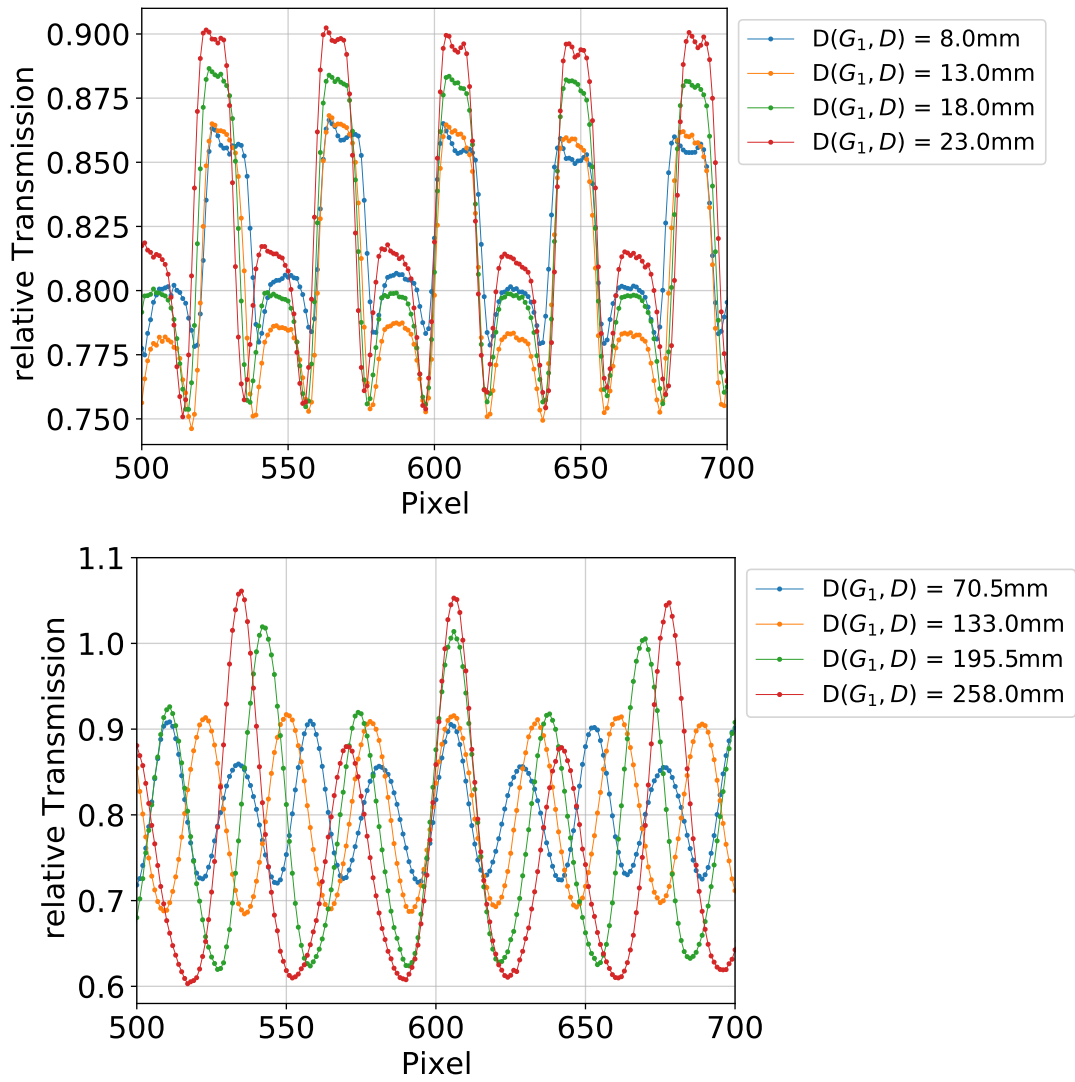 relative Transmission
0.900
0.875
0.850
0.825
0.800
0.775
0.750
500 550 600 650 700
Pixel
D(G₁, D) = 8.0mm
D(G₁, D) = 13.0mm
D(G₁, D) = 18.0mm
D(G₁, D) = 23.0mm
relative Transmission
1.1
1.0
0.9
0.8
0.7
0.6
500 550 600 650 700
Pixel
D(G₁, D) = 70.5mm
D(G₁, D) = 133.0mm
D(G₁, D) = 195.5mm
D(G₁, D) = 258.0mm